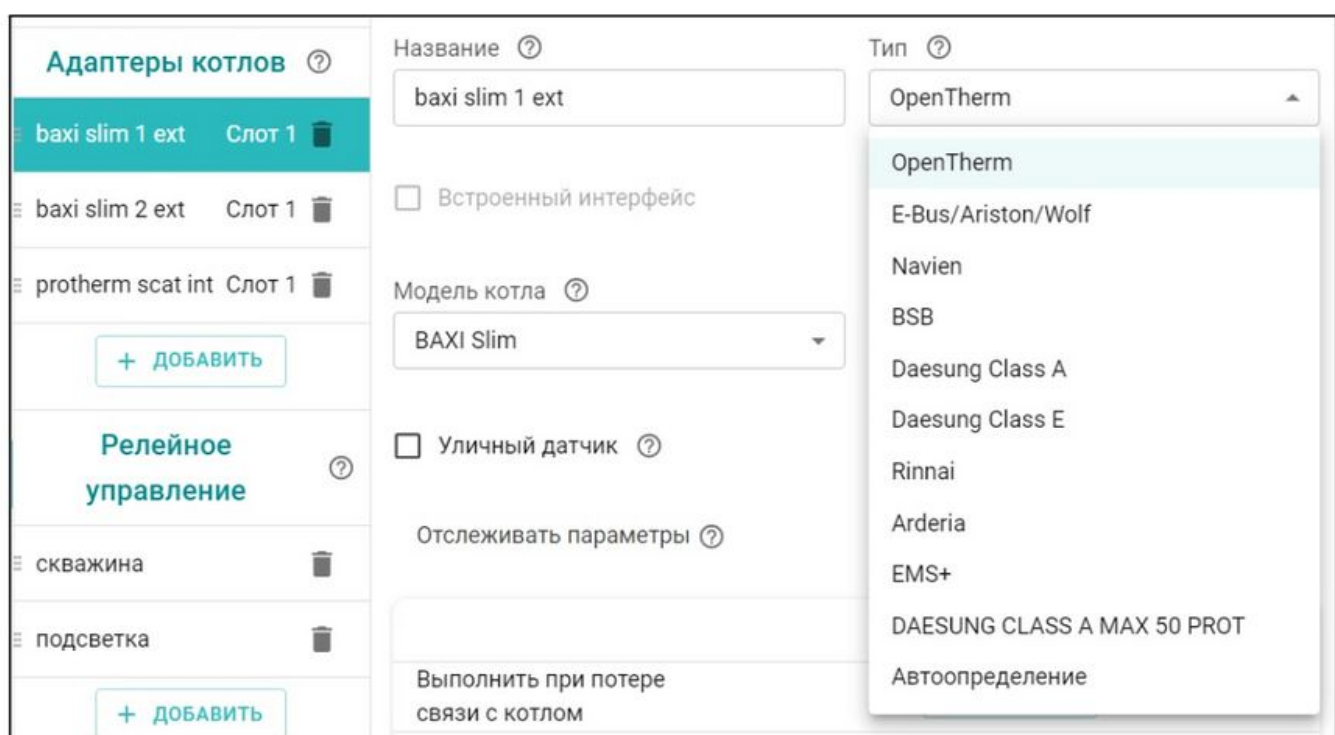 Адаптеры котлов
baxi slim 1 ext Слот 1
baxi slim 2 ext Слот 1
protherm scat int Слот 1
+ ДОБАВИТЬ
Релейное
управление
скважина
подсветка
+ ДОБАВИТЬ
Название
baxi slim 1 ext
Встроенный интерфейс
Модель котла
BAXI Slim
Уличный датчик
Отслеживать параметры
Выполнить при потере
связи с котлом
Тип
OpenTherm
OpenTherm
E-Bus/Ariston/Wolf
Navien
BSB
Daesung Class A
Daesung Class E
Rinnai
Arderia
EMS+
DAESUNG CLASS A MAX 50 PROT
Автоопределение